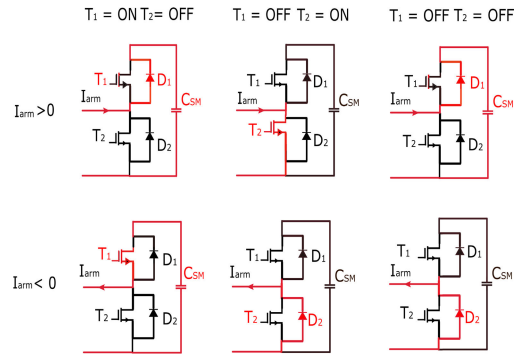 T1 = ON T2= OFF
T1 = OFF T2 = ON
T1 = OFF T2 = OFF
Iarm>0
T1
D1
Iarm
CSM
T2
D2
T1
D1
Iarm
CSM
T2
D2
T1
D1
Iarm
CSM
T2
D2
Iarm< 0
T1
D1
Iarm
CSM
T2
D2
T1
D1
Iarm
CSM
T2
D2
T1
D1
Iarm
CSM
T2
D2